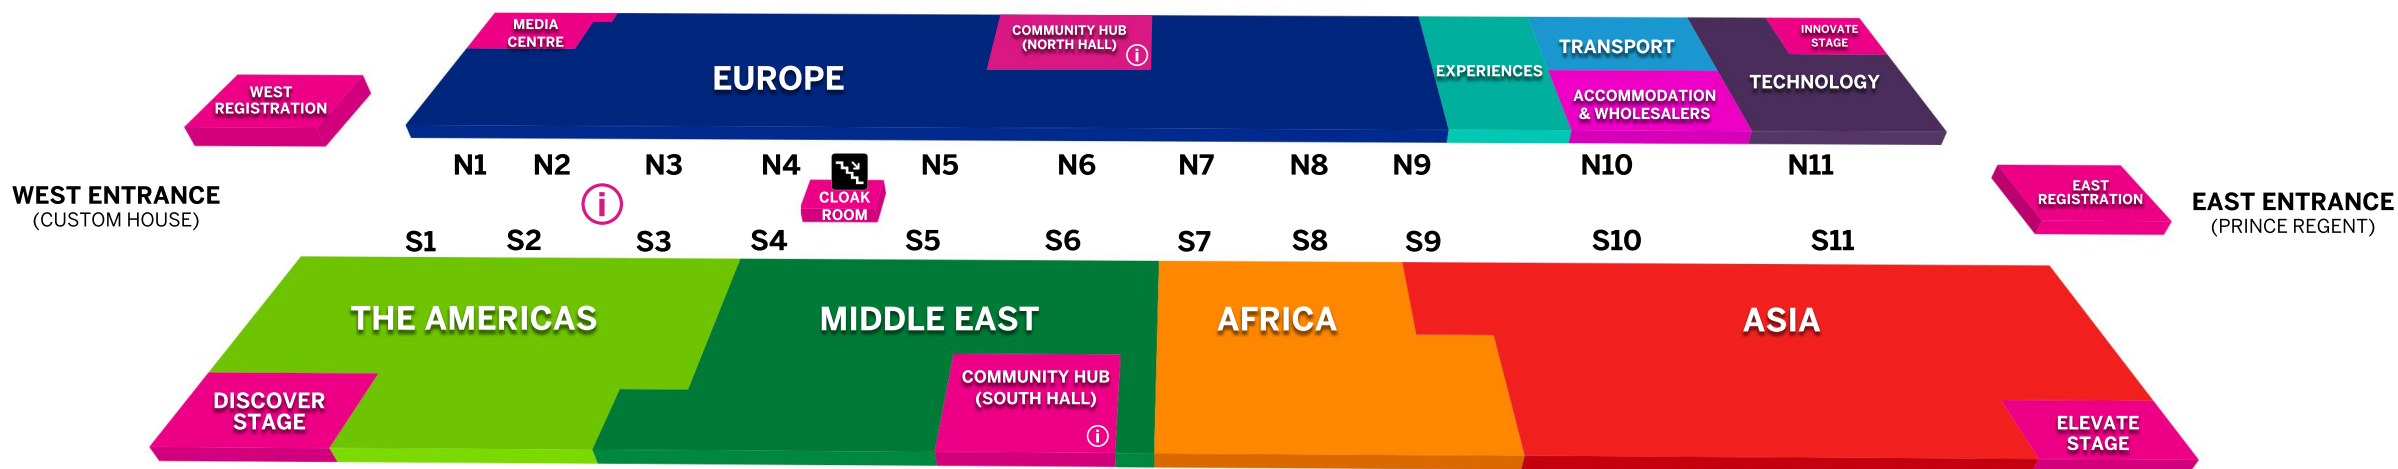 MEDIA
CENTRE
COMMUNITY HUB
(NORTH HALL)
i
INNOVATE
STAGE
TRANSPORT
EUROPE
EXPERIENCES
TECHNOLOGY
ACCOMMODATION
& WHOLESALERS
WEST
REGISTRATION
N1 N2 N3 N4 N5 N6 N7 N8 N9 N10 N11
WEST ENTRANCE
(CUSTOM HOUSE)
i
CLOAK
ROOM
EAST
REGISTRATION
EAST ENTRANCE
(PRINCE REGENT)
S1 S2 S3 S4 S5 S6 S7 S8 S9 S10 S11
THE AMERICAS
MIDDLE EAST
AFRICA
ASIA
DISCOVER
STAGE
COMMUNITY HUB
(SOUTH HALL)
i
ELEVATE
STAGE